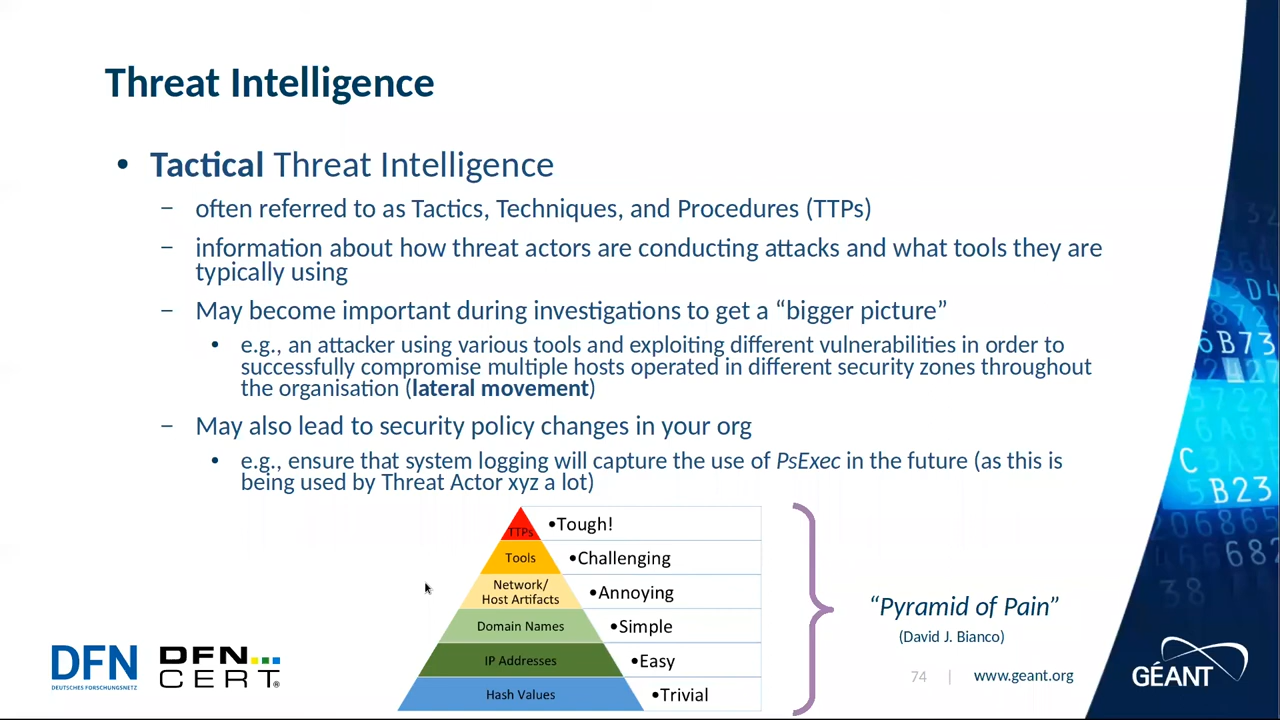 Threat Intelligence
• Tactical Threat Intelligence
– often referred to as Tactics, Techniques, and Procedures (TTPs)
– information about how threat actors are conducting attacks and what tools they are
typically using
– May become important during investigations to get a “bigger picture”
• e.g., an attacker using various tools and exploiting different vulnerabilities in order to
successfully compromise multiple hosts operated in different security zones throughout
the organisation (lateral movement)
– May also lead to security policy changes in your org
• e.g., ensure that system logging will capture the use of PsExec in the future (as this is
being used by Threat Actor xyz a lot)
TTPs •Tough!
Tools •Challenging
Network/
Host Artifacts •Annoying
Domain Names •Simple
IP Addresses •Easy
Hash Values •Trivial
“Pyramid of Pain”
(David J. Bianco)
DFN
DEUTSCHES FORSCHUNGSNETZ
DFN
CERT®
74 | www.geant.org
GÉANT
6B73
C
B23